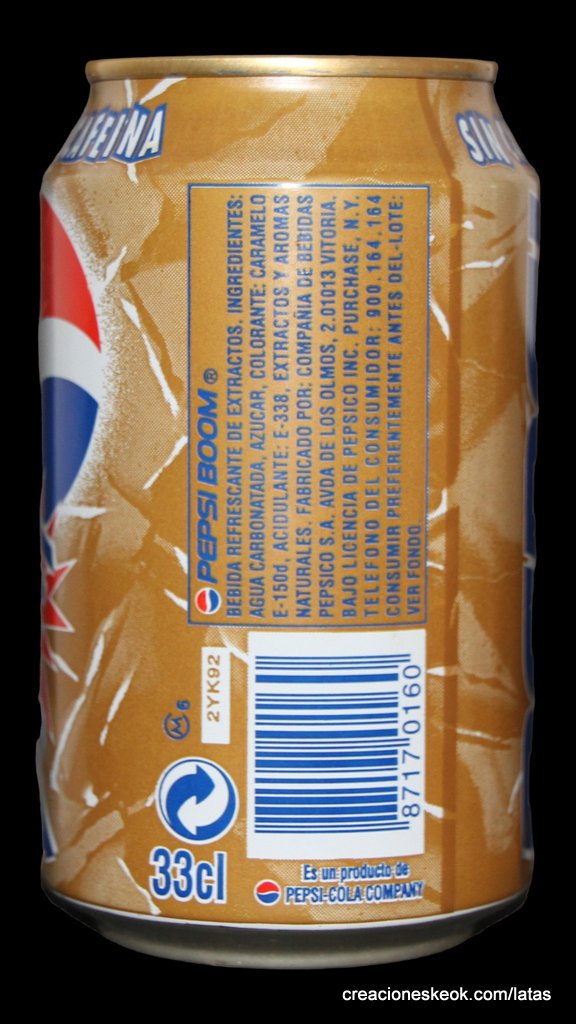 CAFEINA
SIN
PEPSI BOOM ®
BEBIDA REFRESCANTE DE EXTRACTOS. INGREDIENTES:
AGUA CARBONATADA, AZUCAR, COLORANTE: CARAMELO
E-150d, ACIDULANTE: E-338, EXTRACTOS Y AROMAS
NATURALES. FABRICADO POR: COMPAÑIA DE BEBIDAS
PEPSICO S.A. AVDA DE LOS OLMOS, 2.01013 VITORIA,
BAJO LICENCIA DE PEPSICO INC. PURCHASE, N.Y.
TELEFONO DEL CONSUMIDOR: 900.164.164
CONSUMIR PREFERENTEMENTE ANTES DEL-LOTE:
VER FONDO.
2YK92
6
8717 0160
33cl
Es un producto de
PEPSI-COLA COMPANY
creacioneskeok.com/latas